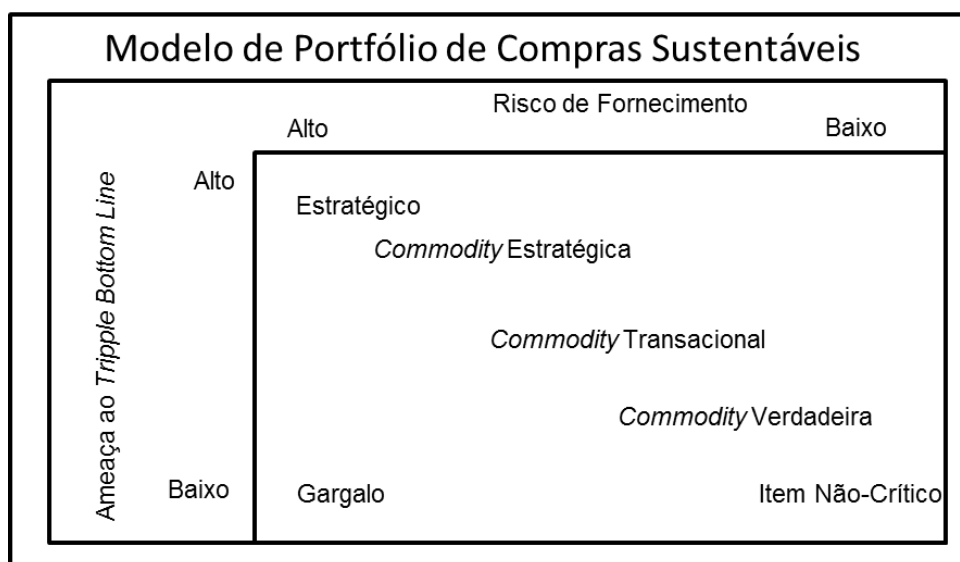 Modelo de Portfólio de Compras Sustentáveis
Risco de Fornecimento
Alto
Baixo
Ameaça ao Tripple Bottom Line
Alto
Estratégico
Commodity Estratégica
Commodity Transacional
Commodity Verdadeira
Baixo
Gargalo
Item Não-Crítico